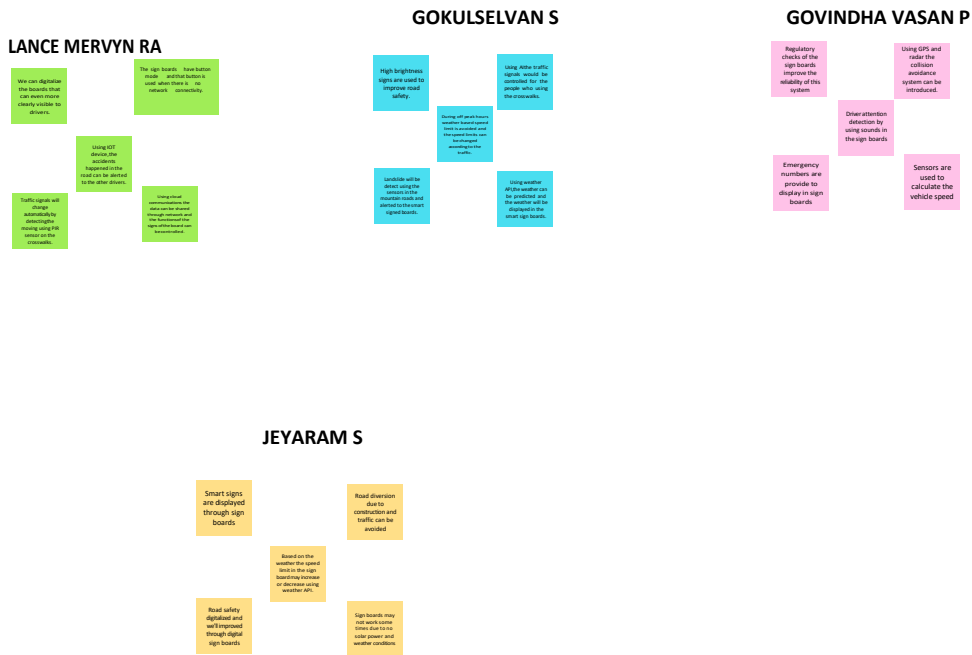 LANCE MERVYN RA
We can digitalize
the boards that
can even more
clearly visible to
drivers.
The sign boards have button
mode and that button is
used when there is no
network connectivity.
Using IOT
device,the
accidents
happened in the
road can be alerted
to the other drivers.
Traffic signals will
change
automatically by
detecting the
moving using PIR
sensor on the
crosswalks.
Using cloud
communications the
data can be shared
through network and
the function of the
signs of the board can
be controlled.
GOKULSELVAN S
High brightness
signs are used to
improve road
safety.
Using AI the traffic
signals would be
controlled for the
people who using
the crosswalks.
During off peak hours
weather based speed
limit is avoided and
the speed limits can
be changed
according to the
traffic.
Landslide will be
detect using the
sensors in the
mountain roads and
alerted to the smart
signed boards.
Using weather
API,the weather can
be predicted and
the weather will be
displayed in the
smart sign boards.
GOVINDHA VASAN P
Regulatory
checks of the
sign boards
improve the
reliability of this
system
Using GPS and
radar the
collision
avoidance
system can be
introduced.
Driver attention
detection by
using sounds in
the sign boards
Emergency
numbers are
provide to
display in sign
boards
Sensors are
used to
calculate the
vehicle speed
JEYARAM S
Smart signs
are displayed
through sign
boards
Road diversion
due to
construction and
traffic can be
avoided
Based on the
weather the speed
limit in the sign
board may increase
or decrease using
weather API.
Road safety
digitalized and
we'll improved
through digital
sign boards
Sign boards may
not work some
times due to no
solar power and
weather conditions